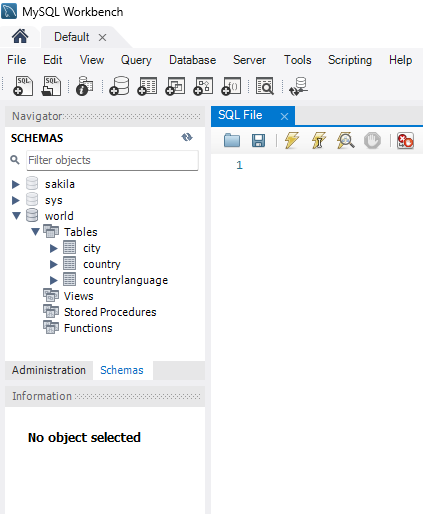 MySQL Workbench
Default
File Edit View Query Database Server Tools Scripting Help
SQL SQL
Navigator
SCHEMAS
Filter objects
sakila
sys
world
Tables
city
country
countrylanguage
Views
Stored Procedures
Functions
Administration Schemas
Information
No object selected
SQL File
1